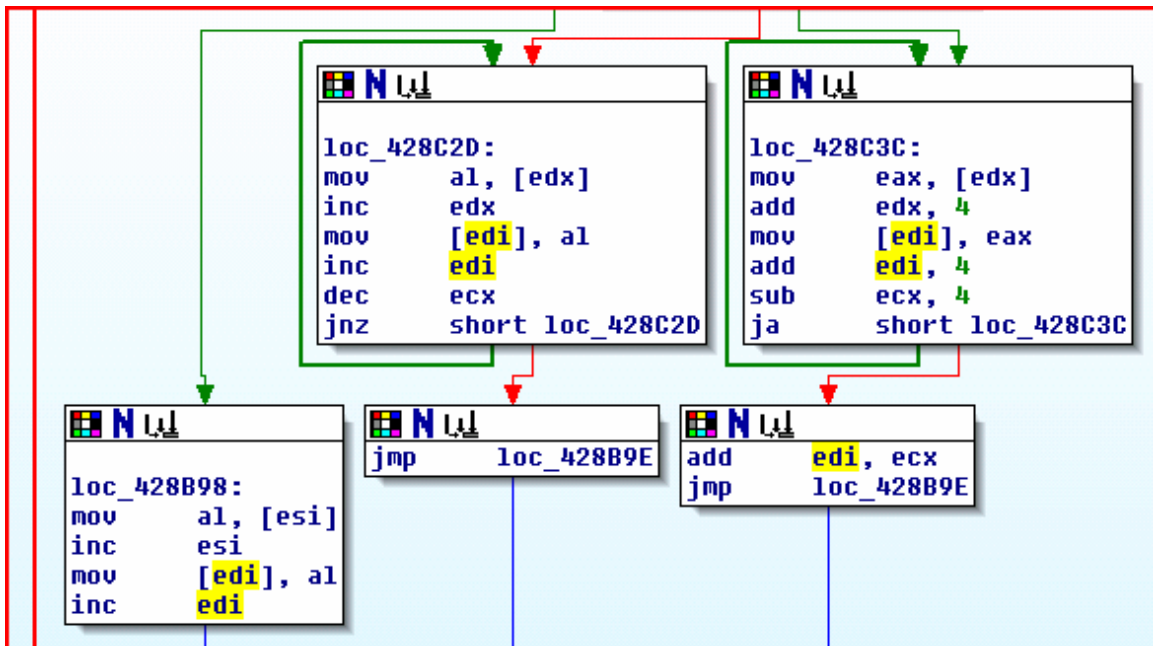 loc_428C2D:
mov al, [edx]
inc edx
mov [edi], al
inc edi
dec ecx
jnz short loc_428C2D
loc_428C3C:
mov eax, [edx]
add edx, 4
mov [edi], eax
add edi, 4
sub ecx, 4
ja short loc_428C3C
loc_428B98:
mov al, [esi]
inc esi
mov [edi], al
inc edi
jmp loc_428B9E
add edi, ecx
jmp loc_428B9E